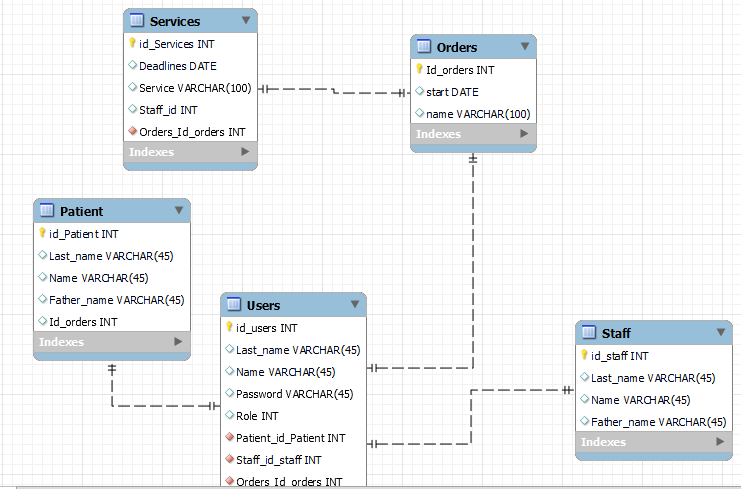 Services
id_Services INT
Deadlines DATE
Service VARCHAR(100)
Staff_id INT
Orders_Id_orders INT
Indexes
Orders
Id_orders INT
start DATE
name VARCHAR(100)
Indexes
Patient
id_Patient INT
Last_name VARCHAR(45)
Name VARCHAR(45)
Father_name VARCHAR(45)
Id_orders INT
Indexes
Users
id_users INT
Last_name VARCHAR(45)
Name VARCHAR(45)
Password VARCHAR(45)
Role INT
Patient_id_Patient INT
Staff_id_staff INT
Orders_Id_orders INT
Staff
id_staff INT
Last_name VARCHAR(45)
Name VARCHAR(45)
Father_name VARCHAR(45)
Indexes